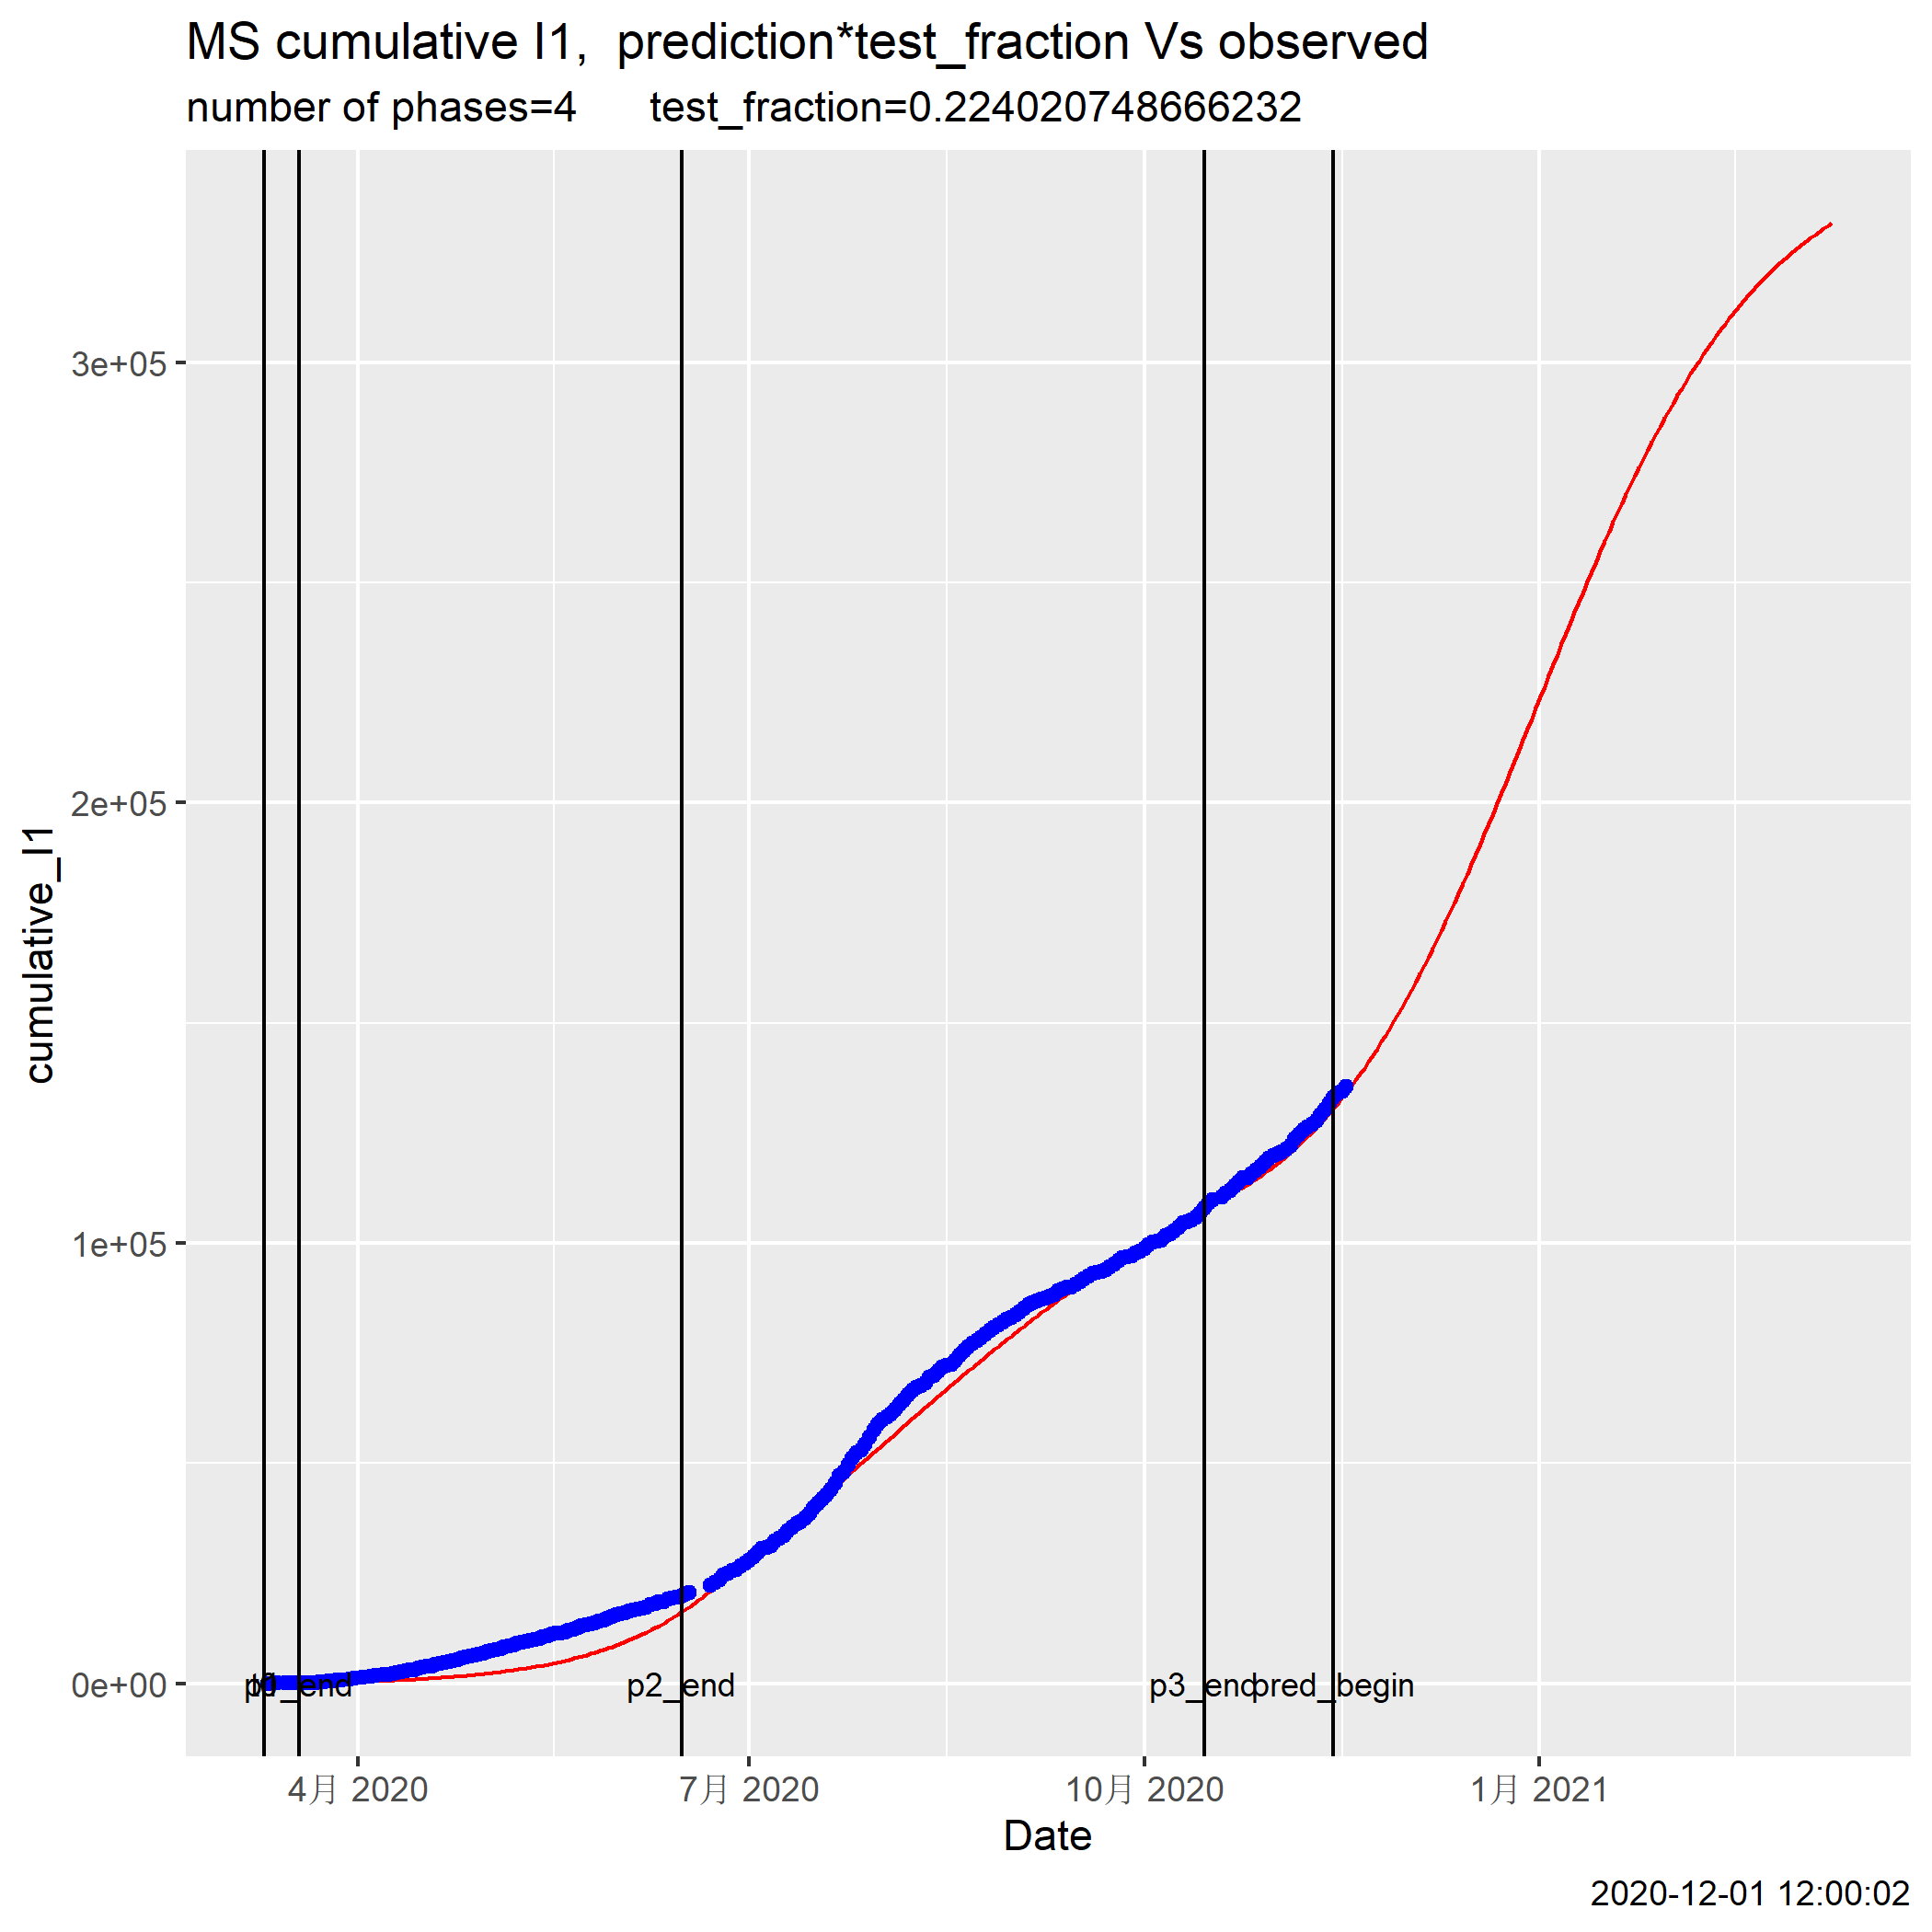 MS cumulative I1,  prediction*test_fraction Vs observed
number of phases=4      test_fraction=0.224020748666232
cumulative_I1
3e+05
2e+05
1e+05
0e+00
p1_end
p2_end
p3_end
pred_begin
4月 2020
7月 2020
10月 2020
1月 2021
Date
2020-12-01 12:00:02